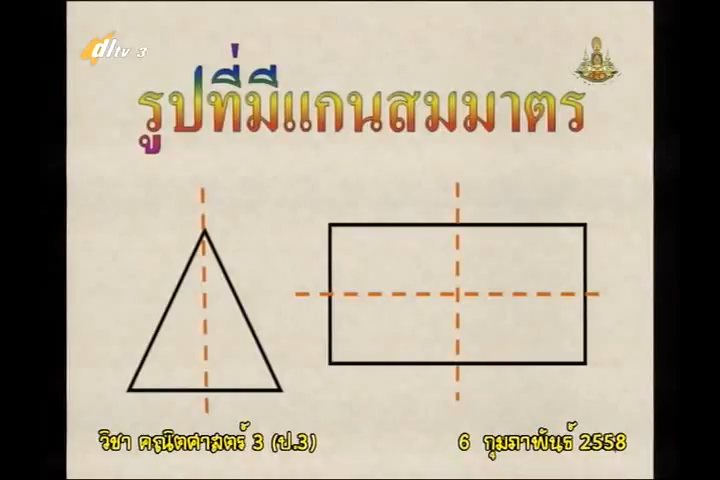 dltv 3
รูปที่มีแกนสมมาตร
วิชา คณิตศาสตร์ 3 (ป.3)
6 กุมภาพันธ์ 2558